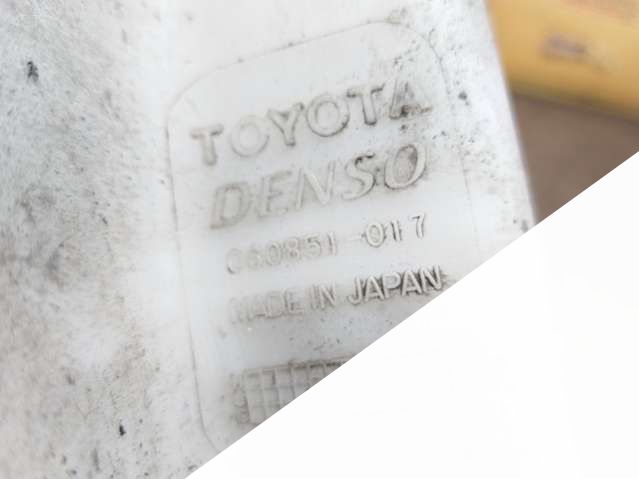 TOYOTA
DENSO
060851-0117
MADE IN JAPAN